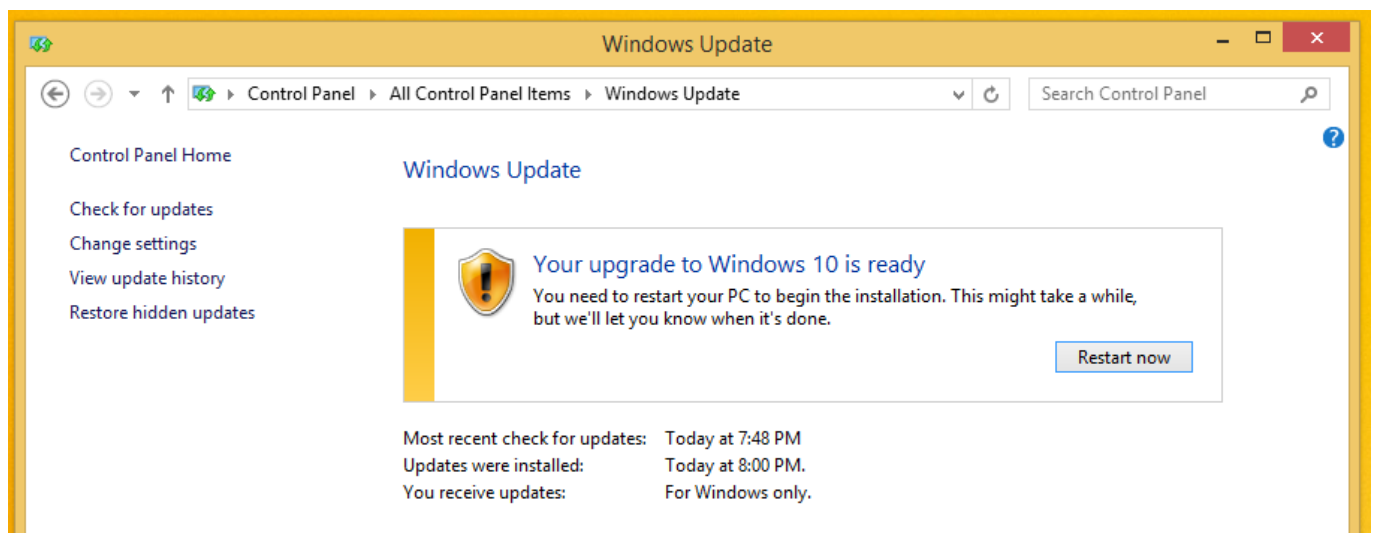 Windows Update
Control Panel All Control Panel Items Windows Update
Search Control Panel
Control Panel Home
Check for updates
Change settings
View update history
Restore hidden updates
Windows Update
Your upgrade to Windows 10 is ready
You need to restart your PC to begin the installation. This might take a while,
but we'll let you know when it's done.
Restart now
Most recent check for updates: Today at 7:48 PM
Updates were installed: Today at 8:00 PM.
You receive updates: For Windows only.